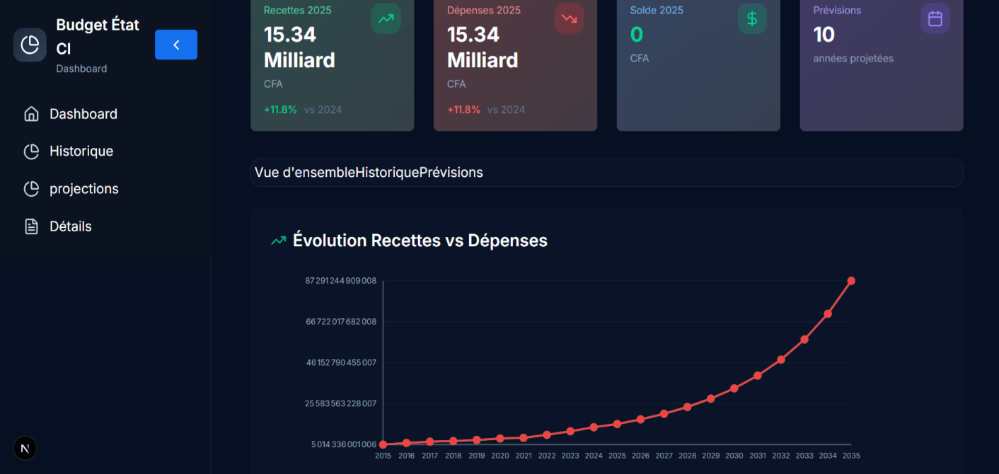 Budget État
CI
Dashboard
Dashboard
Historique
projections
Détails
N
Recettes 2025
15.34
Milliard
CFA
+11.8% vs 2024
Dépenses 2025
15.34
Milliard
CFA
+11.8% vs 2024
Solde 2025
$
0
CFA
Prévisions
10
années projetées
Vue d'ensembleHistoriquePrévisions
Évolution Recettes vs Dépenses
87 291 244 909 008
66 722 017 682 008
46 152 790 455 007
25 583 563 228 007
5 014 336 001 006
2015 2016 2017 2018 2019 2020 2021 2022 2023 2024 2025 2026 2027 2028 2029 2030 2031 2032 2033 2034 2035